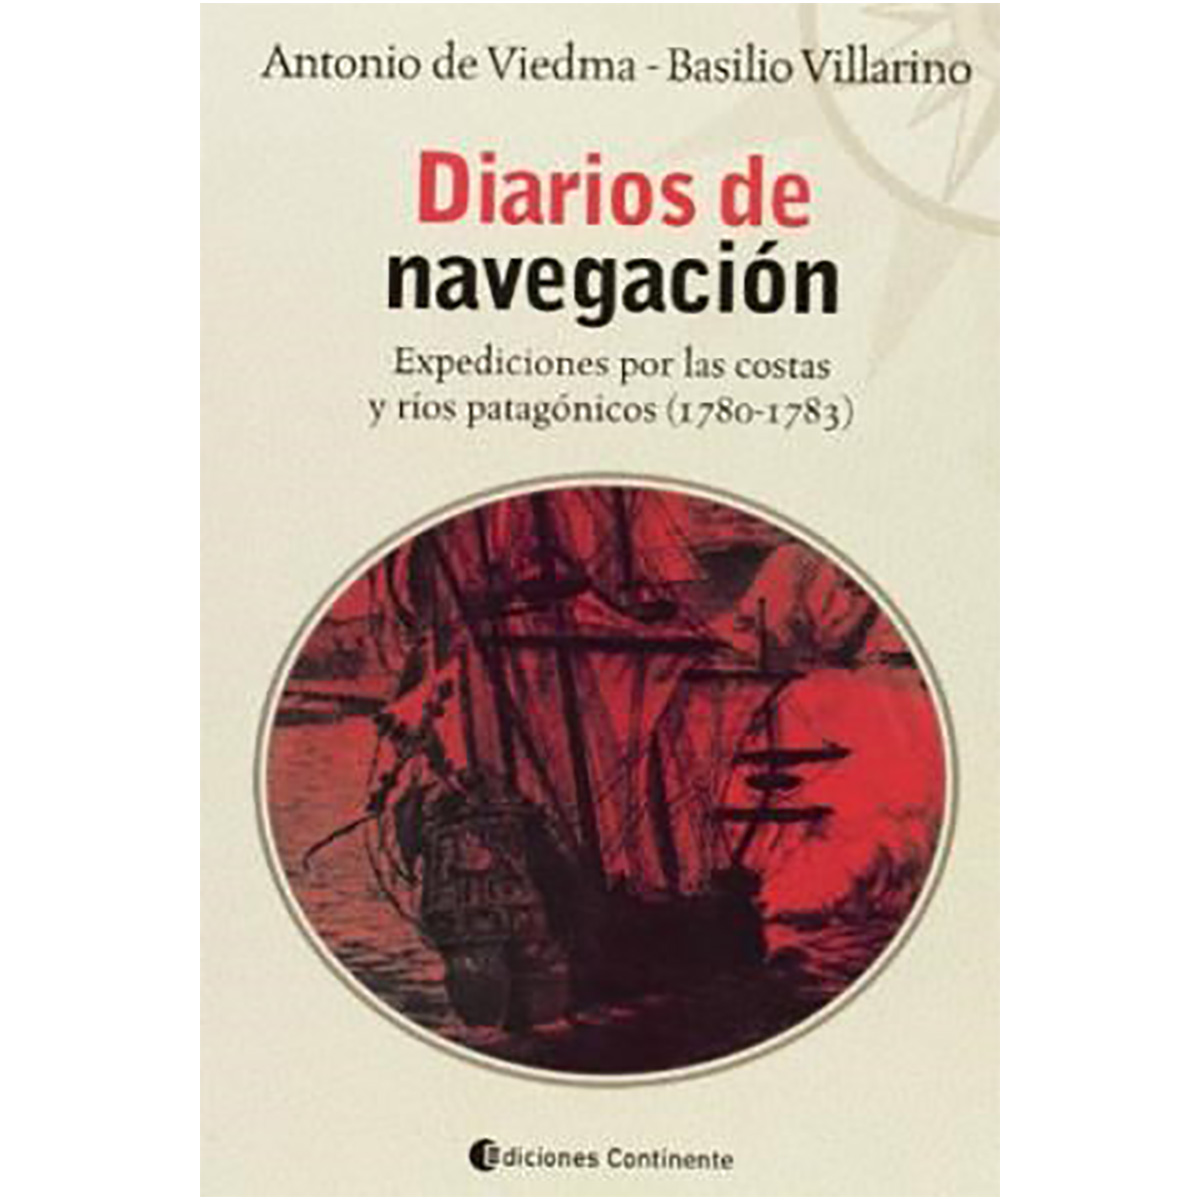 Antonio de Viedma - Basilio Villarino
Diarios de
navegación
Expediciones por las costas
y ríos patagónicos (1780-1783)
Ediciones Continente